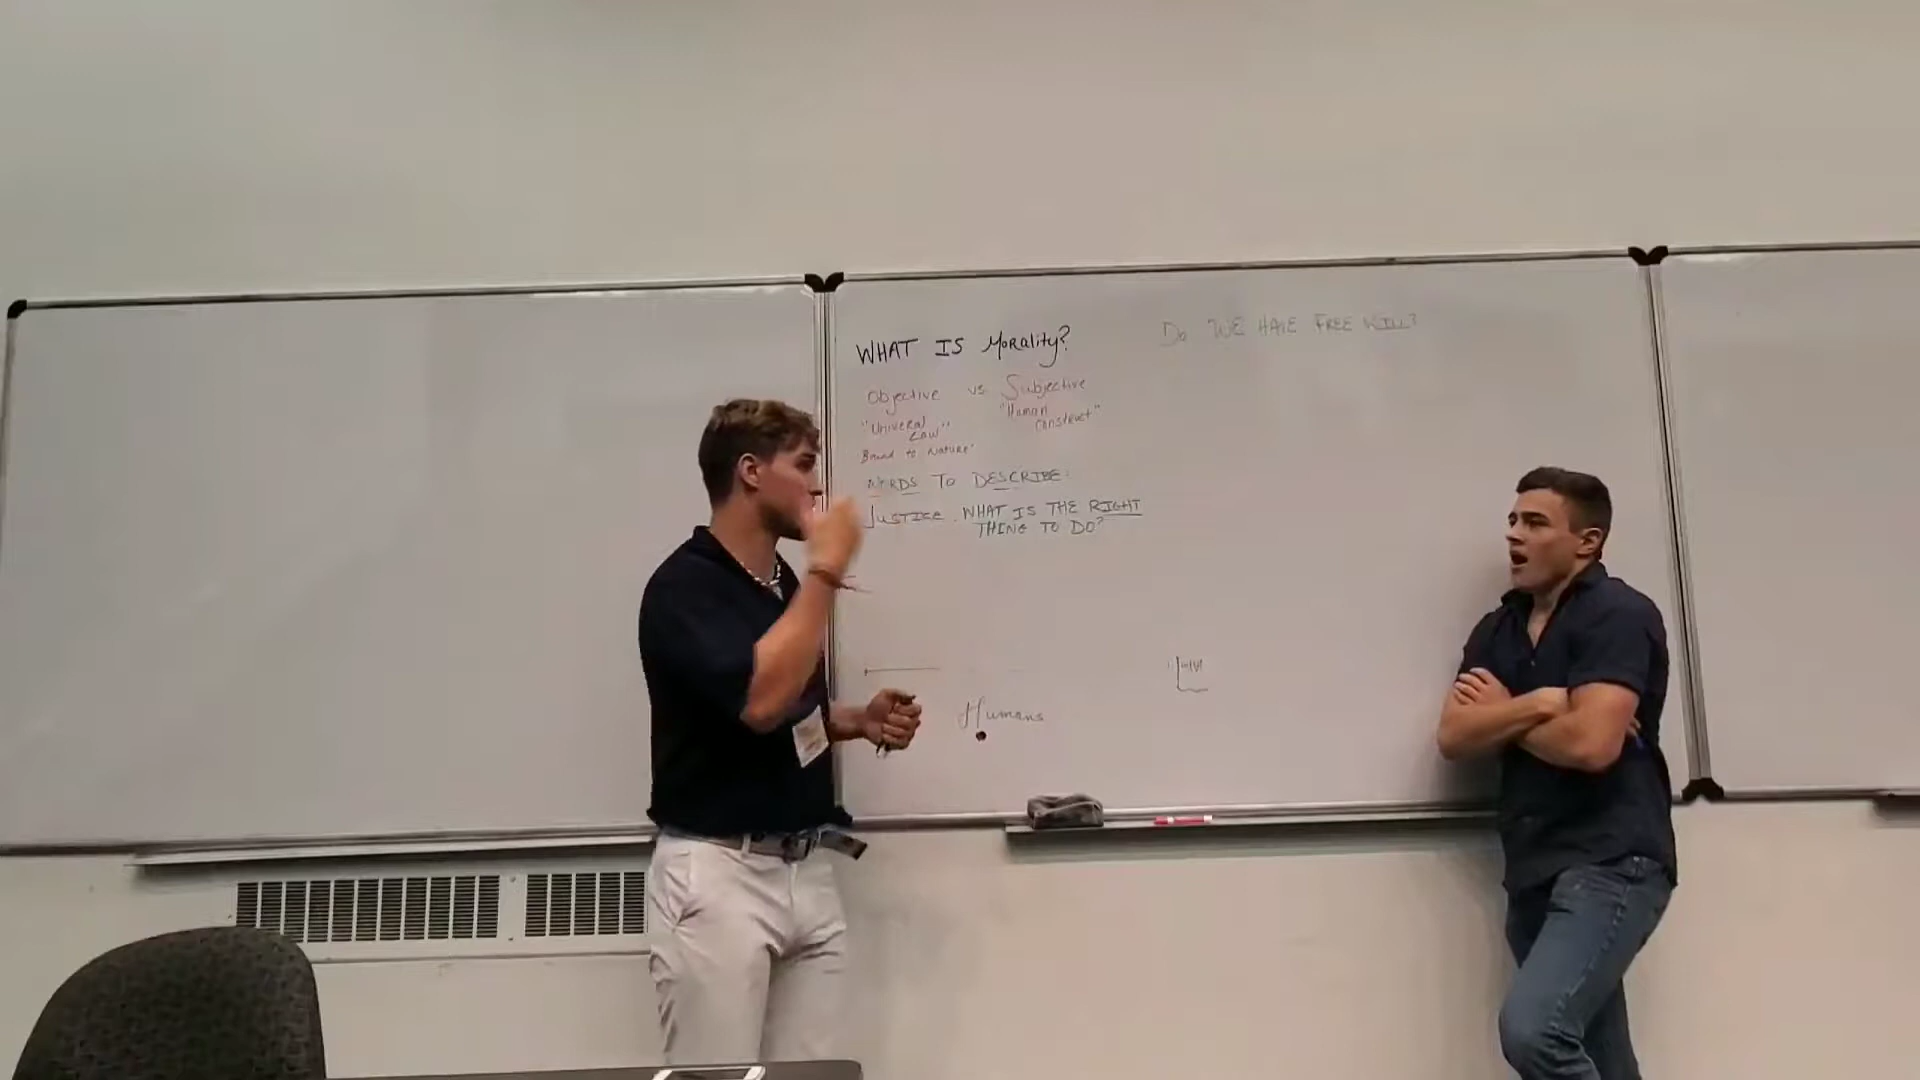 WHAT IS Morality?
Do WE HAVE FREE WILL?
Objective vs Subjective
"Univeral
Law"
"Human
Construct"
Bound to Nature"
WORDS TO DESCRIBE:
JUSTICE. WHAT IS THE RIGHT
THING TO DO?
Humans